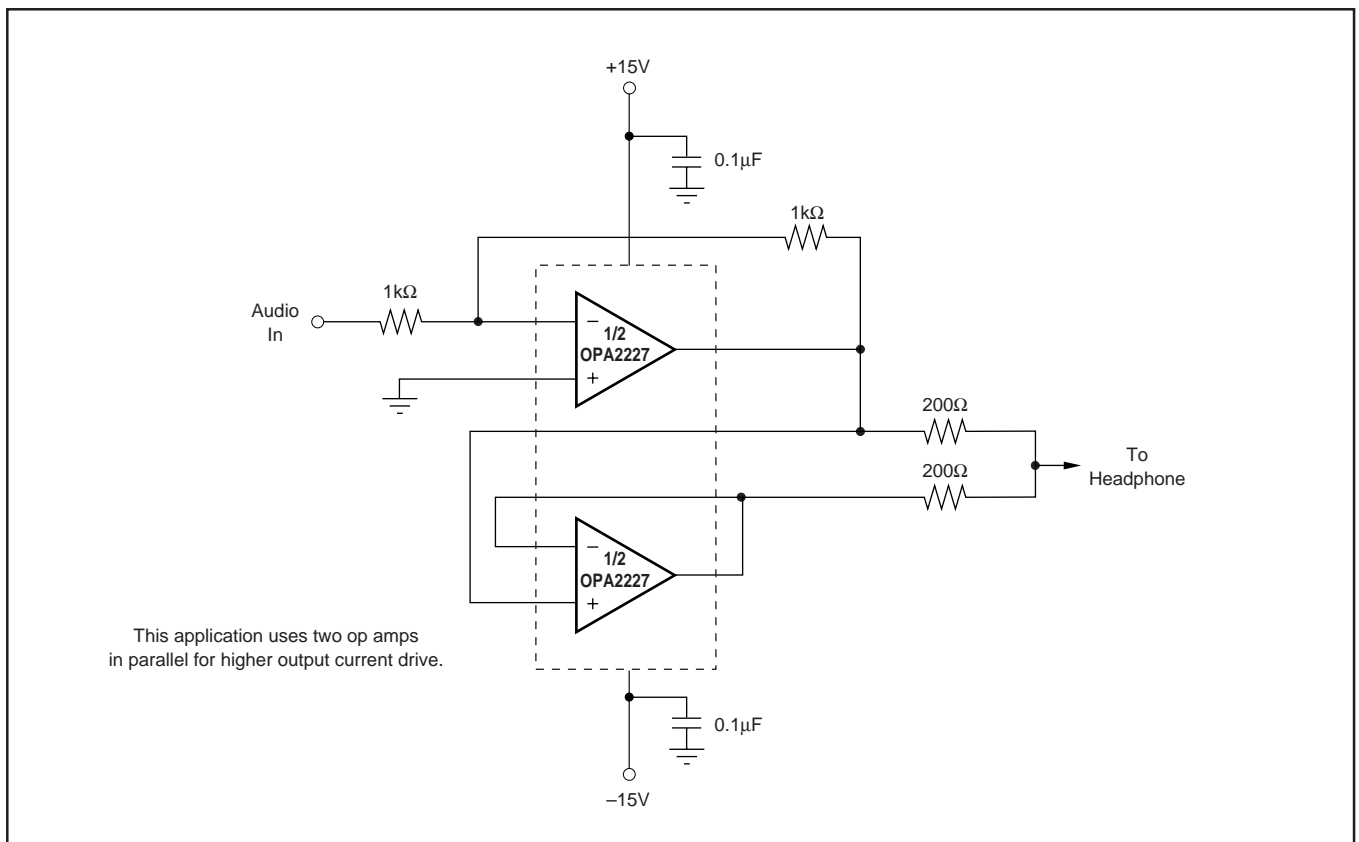 +15V
0.1µF
1kΩ
1kΩ
Audio
In
–
1/2
OPA2227
+
200Ω
200Ω
To
Headphone
–
1/2
OPA2227
+
This application uses two op amps
in parallel for higher output current drive.
0.1µF
–15V